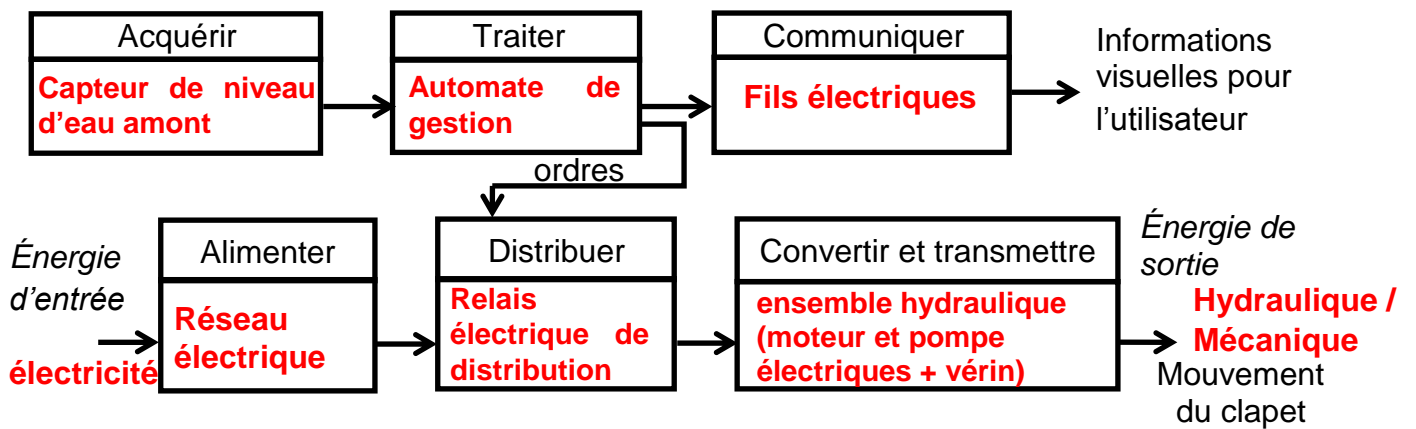 Acquérir
Capteur de niveau
d'eau amont
Traiter
Automate de
gestion
Communiquer
Fils électriques
Informations
visuelles pour
l'utilisateur
ordres
Énergie
d'entrée
électricité
Alimenter
Réseau
électrique
Distribuer
Relais
électrique de
distribution
Convertir et transmettre
ensemble hydraulique
(moteur et pompe
électriques + vérin)
Énergie de
sortie
Hydraulique /
Mécanique
Mouvement
du clapet